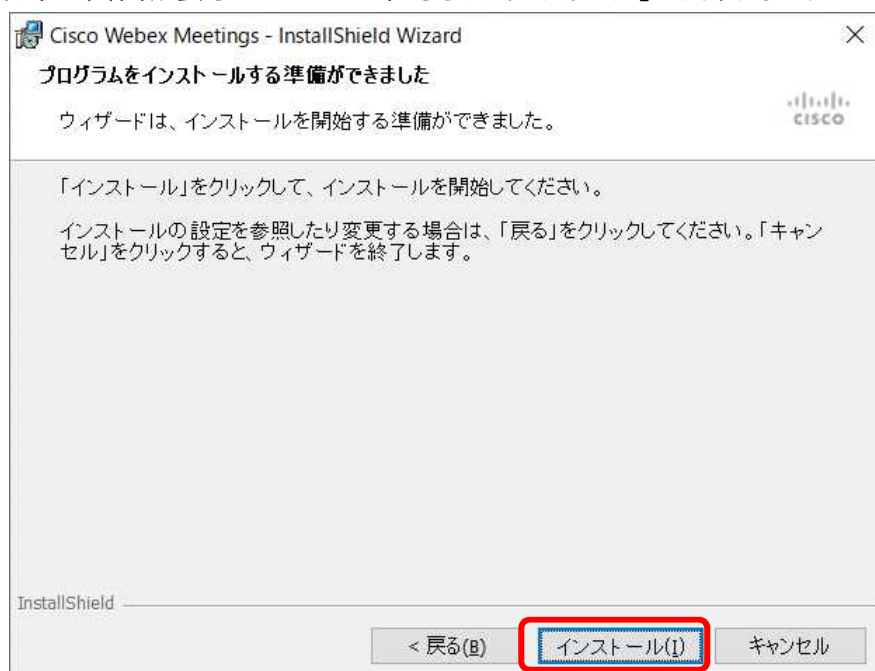 Cisco Webex Meetings - InstallShield Wizard
プログラムをインストールする準備ができました
ウィザードは、インストールを開始する準備ができました。
CISCO
「インストール」をクリックして、インストールを開始してください。
インストールの設定を参照したり変更する場合は、「戻る」をクリックしてください。「キャン
セル」をクリックすると、ウィザードを終了します。
InstallShield
< 戻る(B)
インストール(I)
キャンセル